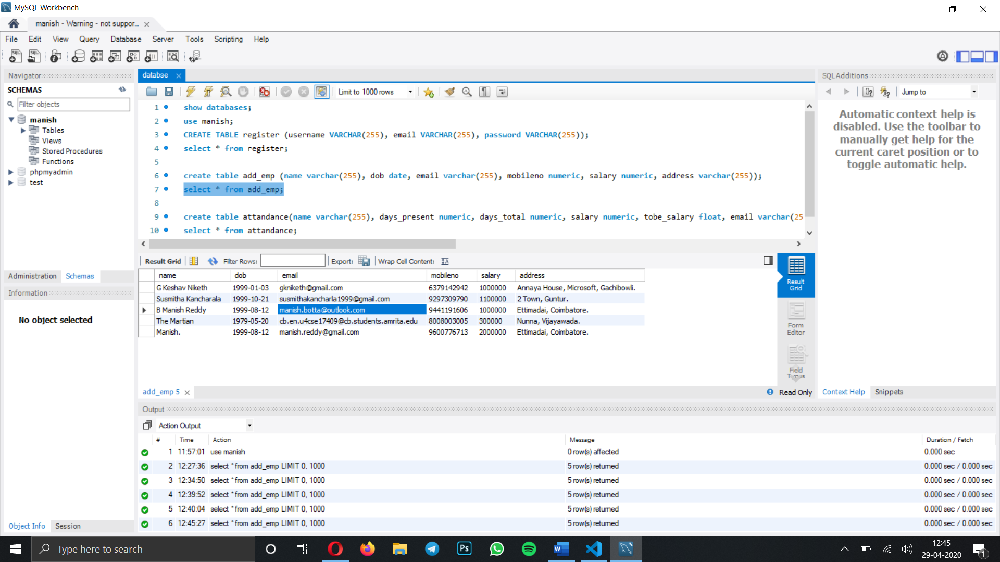 MySQL Workbench
manish - Warning - not suppor...
File Edit View Query Database Server Tools Scripting Help
Navigator
SCHEMAS
Filter objects
manish
Tables
Views
Stored Procedures
Functions
phpmyadmin
test
Administration Schemas
Information
No object selected
Object Info Session
databse
Limit to 1000 rows
1 show databases;
2 use manish;
3 CREATE TABLE register (username VARCHAR(255), email VARCHAR(255), password VARCHAR(255));
4 select * from register;
5
6 create table add_emp (name varchar(255), dob date, email varchar(255), mobileno numeric, salary numeric, address varchar(255));
7 select * from add_emp;
8
9 create table attandance(name varchar(255), days_present numeric, days_total numeric, salary numeric, tobe_salary float, email varchar(25
10 select * from attandance;
Result Grid Filter Rows: Export: Wrap Cell Content:
name dob email mobileno salary address
G Keshav Niketh 1999-01-03 gkniketh@gmail.com 6379142942 1000000 Annaya House, Microsoft, Gachibowli.
Susmitha Kancharala 1999-10-21 susmithakancharla1999@gmail.com 9297309790 1100000 2 Town, Guntur.
B Manish Reddy 1999-08-12 manish.botta@outlook.com 9441191606 1000000 Ettimadai, Coimbatore.
The Martian 1979-05-20 cb.en.u4cse17409@cb.students.amrita.edu 8008003005 300000 Nunna, Vijayawada.
Manish. 1999-08-12 manish.reddy@gmail.com 9600776713 2000000 Ettimadai, Coimbatore.
Result
Grid
Form
Editor
Field
Types
add_emp 5
Read Only
SQLAdditions
Jump to
Automatic context help is
disabled. Use the toolbar to
manually get help for the
current caret position or to
toggle automatic help.
Context Help Snippets
Output
Action Output
# Time Action Message Duration / Fetch
1 11:57:01 use manish 0 row(s) affected 0.000 sec
2 12:27:36 select * from add_emp LIMIT 0, 1000 5 row(s) returned 0.000 sec / 0.000 sec
3 12:34:50 select * from add_emp LIMIT 0, 1000 5 row(s) returned 0.000 sec / 0.000 sec
4 12:39:52 select * from add_emp LIMIT 0, 1000 5 row(s) returned 0.000 sec / 0.000 sec
5 12:40:04 select * from add_emp LIMIT 0, 1000 5 row(s) returned 0.000 sec / 0.000 sec
6 12:45:27 select * from add_emp LIMIT 0, 1000 5 row(s) returned 0.000 sec / 0.000 sec
Type here to search
12:45
29-04-2020
1